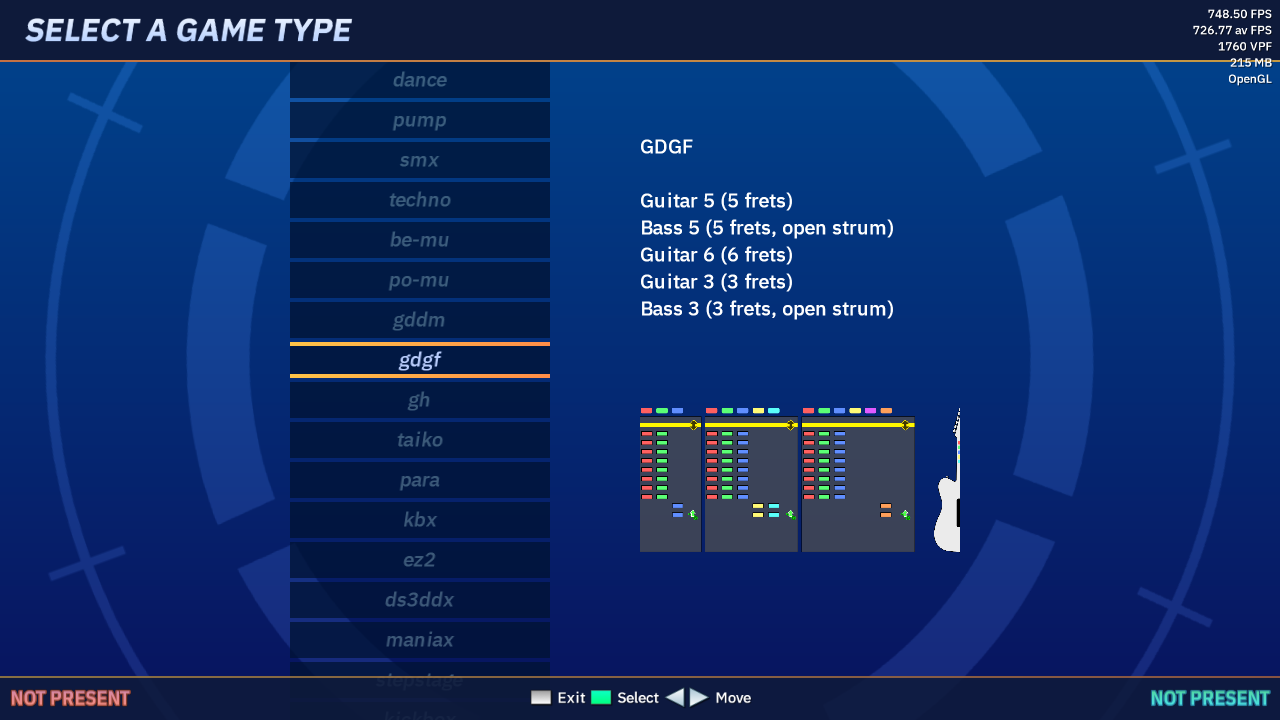 SELECT A GAME TYPE
748.50 FPS
726.77 av FPS
1760 VPF
215 MB
OpenGL
dance
pump
smx
techno
be-mu
po-mu
gddm
gdgf
gh
taiko
para
kbx
ez2
ds3ddx
maniax
stepstage
kickbox
GDGF
Guitar 5 (5 frets)
Bass 5 (5 frets, open strum)
Guitar 6 (6 frets)
Guitar 3 (3 frets)
Bass 3 (3 frets, open strum)
NOT PRESENT
Exit Select Move
NOT PRESENT